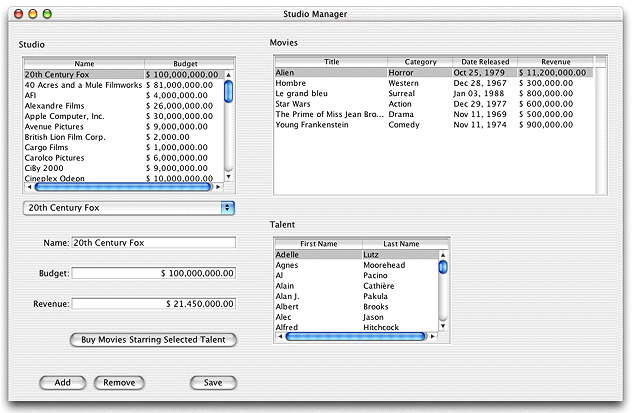 Studio Manager
Studio
Name Budget
20th Century Fox $ 100,000,000.00
40 Acres and a Mule Filmworks $ 81,000,000.00
AFI $ 4,000,000.00
Alexandre Films $ 26,000,000.00
Apple Computer, Inc. $ 30,000,000.00
Avenue Pictures $ 9,000,000.00
British Lion Film Corp. $ 2,000.00
Cargo Films $ 1,000,000.00
Carolco Pictures $ 6,000,000.00
CiBy 2000 $ 9,000,000.00
Cineplex Odeon $ 10,000,000.00
20th Century Fox
Name: 20th Century Fox
Budget: $ 100,000,000.00
Revenue: $ 21,450,000.00
Buy Movies Starring Selected Talent
Add Remove Save
Movies
Title Category Date Released Revenue
Alien Horror Oct 25, 1979 $ 11,200,000.00
Hombre Western Dec 28, 1967 $ 300,000.00
Le grand bleu Surreal Jan 03, 1988 $ 800,000.00
Star Wars Action Dec 29, 1977 $ 600,000.00
The Prime of Miss Jean Bro... Drama Nov 11, 1969 $ 500,000.00
Young Frankenstein Comedy Nov 11, 1974 $ 900,000.00
Talent
First Name Last Name
Adelle Lutz
Agnes Moorehead
Al Pacino
Alain Cathière
Alan J. Pakula
Albert Brooks
Alec Jason
Alfred Hitchcock